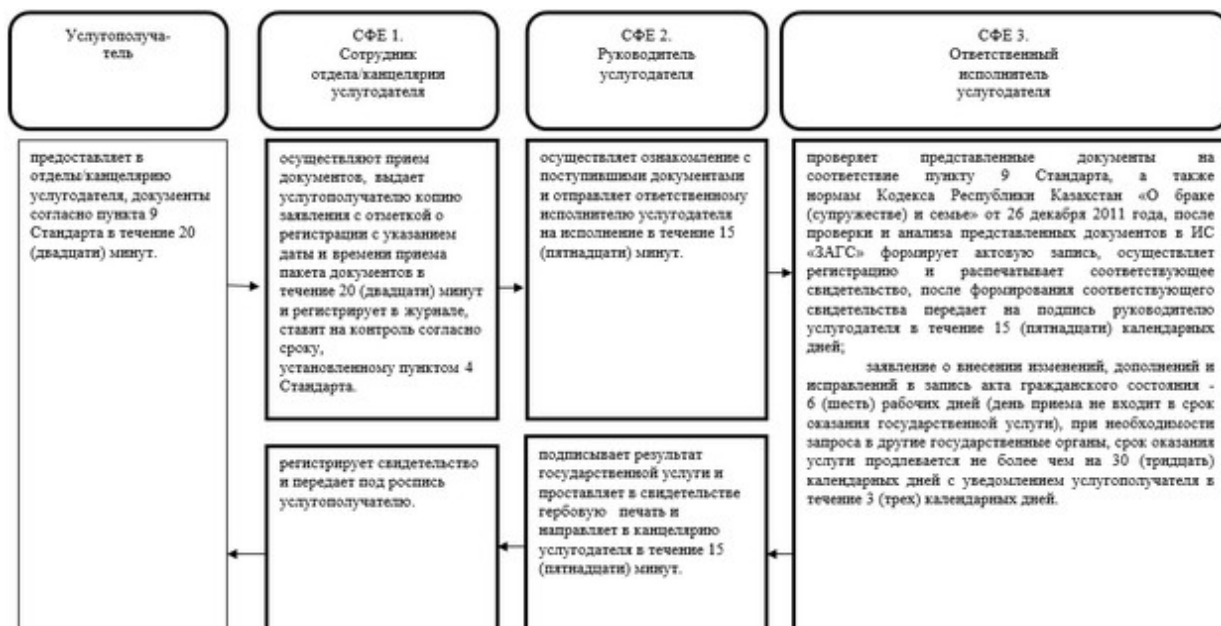 Услугополуча-
тель
СФЕ 1.
Сотрудник
отдела/канцелярии
услугодателя
СФЕ 2.
Руководитель
услугодателя
СФЕ 3.
Ответственный
исполнитель
услугодателя
предоставляет в
отделы/канцелярию
услугодателя, документы
согласно пункта 9
Стандарта в течение 20
(двадцати) минут.
осуществляют прием
документов, выдает
услугополучателю копию
заявления с отметкой о
регистрации с указанием
даты и времени приема
пакета документов в
течение 20 (двадцати) минут
и регистрирует в журнале,
ставит на контроль согласно
сроку,
установленному пунктом 4
Стандарта.
осуществляет ознакомление с
поступившими документами
и отправляет ответственному
исполнителю услугодателя
на исполнение в течение 15
(пятнадцати) минут.
проверяет представленные документы на
соответствие пункту 9 Стандарта, а также
нормам Кодекса Республики Казахстан «О браке
(супружестве) и семье» от 26 декабря 2011 года, после
проверки и анализа представленных документов в ИС
«ЗАГС» формирует актовую запись, осуществляет
регистрацию и распечатывает соответствующее
свидетельство, после формирования соответствующего
свидетельства передает на подпись руководителю
услугодателя в течение 15 (пятнадцати) календарных
дней;
заявление о внесении изменений, дополнений и
исправлений в запись акта гражданского состояния -
6 (шесть) рабочих дней (день приема не входит в срок
оказания государственной услуги), при необходимости
запроса в другие государственные органы, срок оказания
услуги продлевается не более чем на 30 (тридцать)
календарных дней с уведомлением услугополучателя в
течение 3 (трех) календарных дней.
регистрирует свидетельство
и передает под роспись
услугополучателю.
подписывает результат
государственной услуги и
проставляет в свидетельстве
гербовую печать и
направляет в канцелярию
услугодателя в течение 15
(пятнадцати) минут.